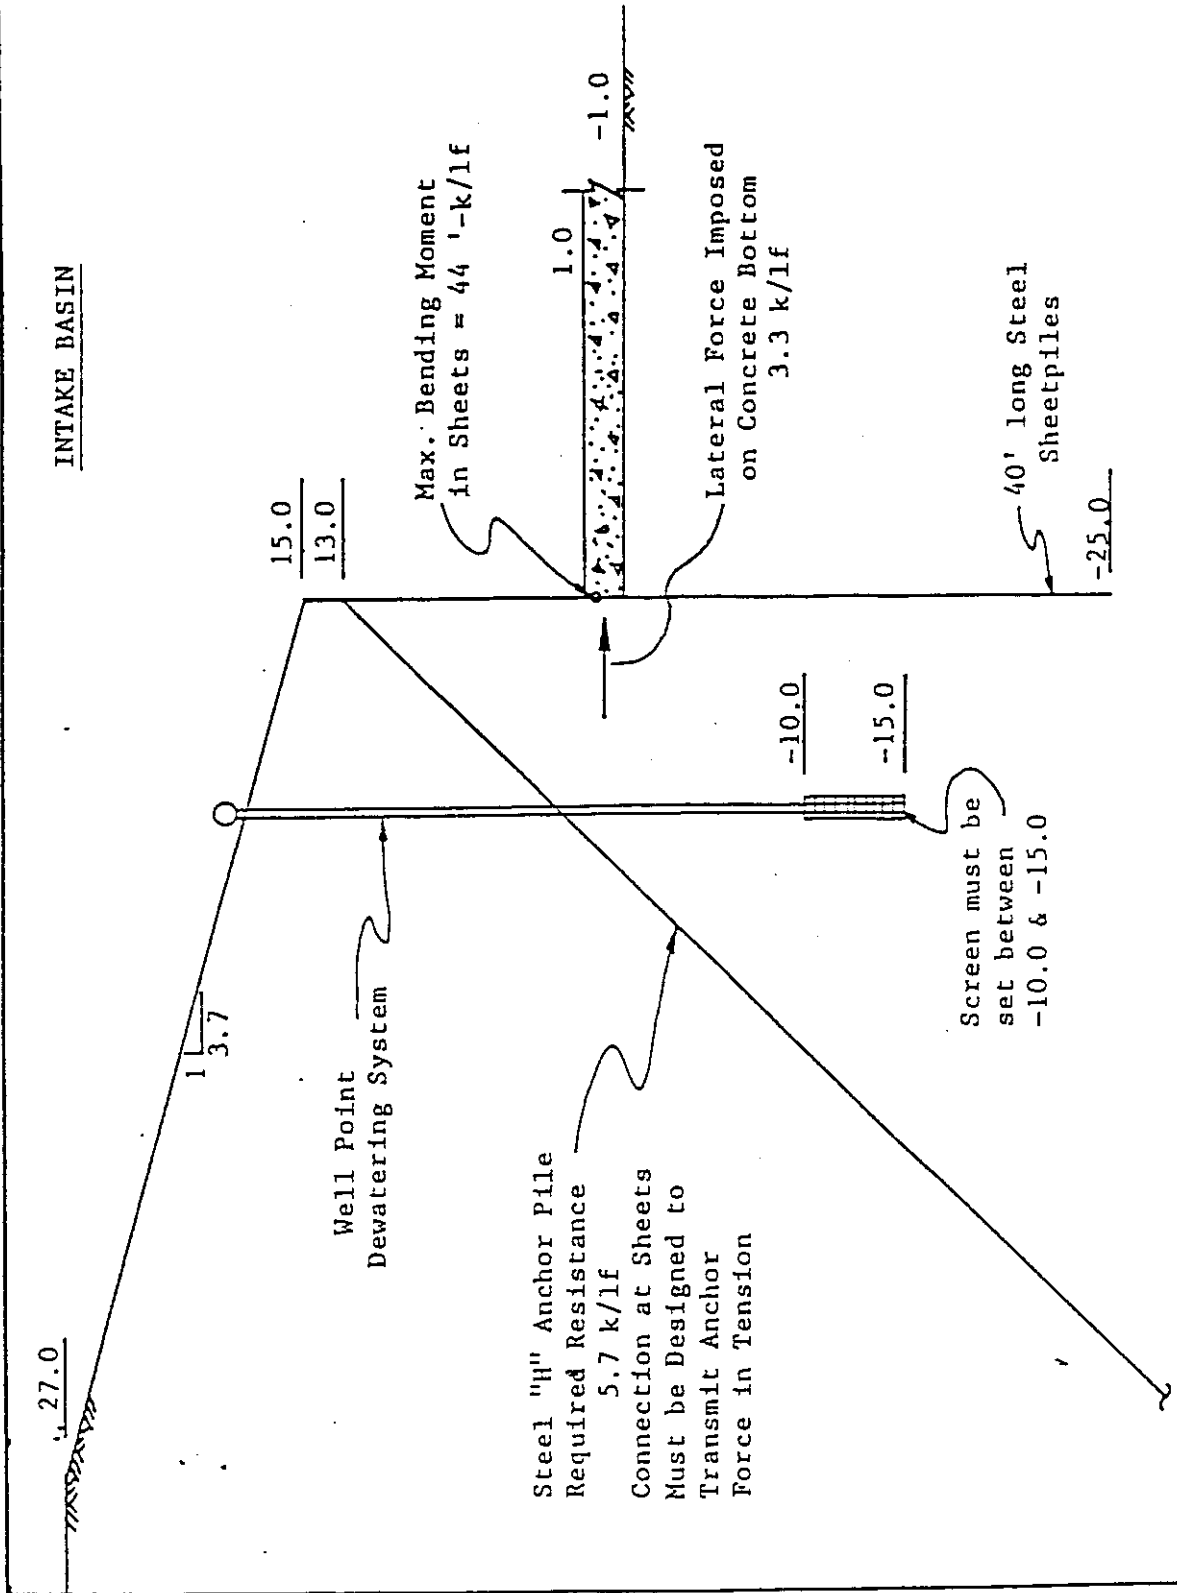 INTAKE BASIN
27.0
1
3.7
15.0
13.0
Well Point
Dewatering System
Max. Bending Moment
in Sheets = 44 '-k/lf
1.0
-1.0
Steel "H" Anchor Pile
Required Resistance
5.7 k/lf
Connection at Sheets
Must be Designed to
Transmit Anchor
Force in Tension
Lateral Force Imposed
on Concrete Bottom
3.3 k/lf
-10.0
-15.0
Screen must be
set between
-10.0 & -15.0
40' long Steel
Sheetpiles
-25.0